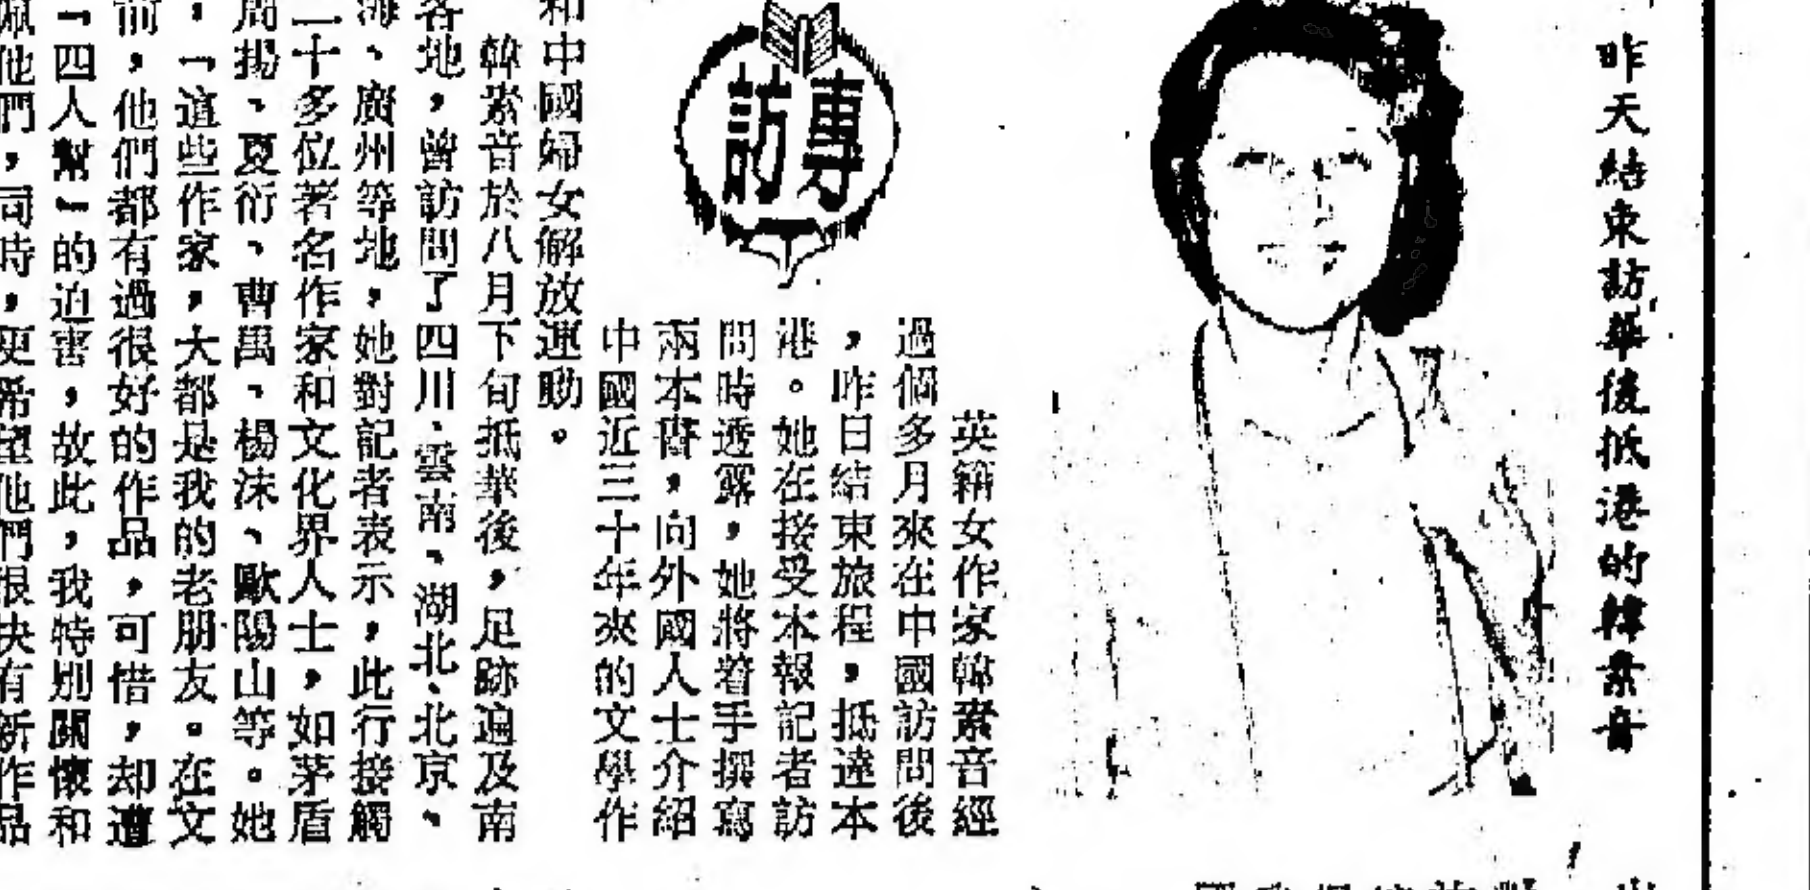 昨天結束訪華後抵港的韓素音
專訪
英籍女作家韓素音經
過個多月來在中國訪問後
，昨日結束旅程，抵達本
港。她在接受本報記者訪
問時透露，她將着手撰寫
兩本書，向外國人士介紹
中國近三十年來的文學作
和中國婦女解放運動。
韓素音於八月下旬抵華後，足跡遍及南
各地，曾訪問了四川、雲南、湖北、北京、
海、廣州等地，她對記者表示，此行接觸
二十多位著名作家和文化界人士，如茅盾
周揚、夏衍、曹禺、楊沫、歐陽山等。她
，「這些作家，大都是我的老朋友。在文
前，他們都有過很好的作品，可惜，却遭
「四人幫」的迫害，故此，我特別關懷和
佩他們，同時，更希望他們很快有新作品